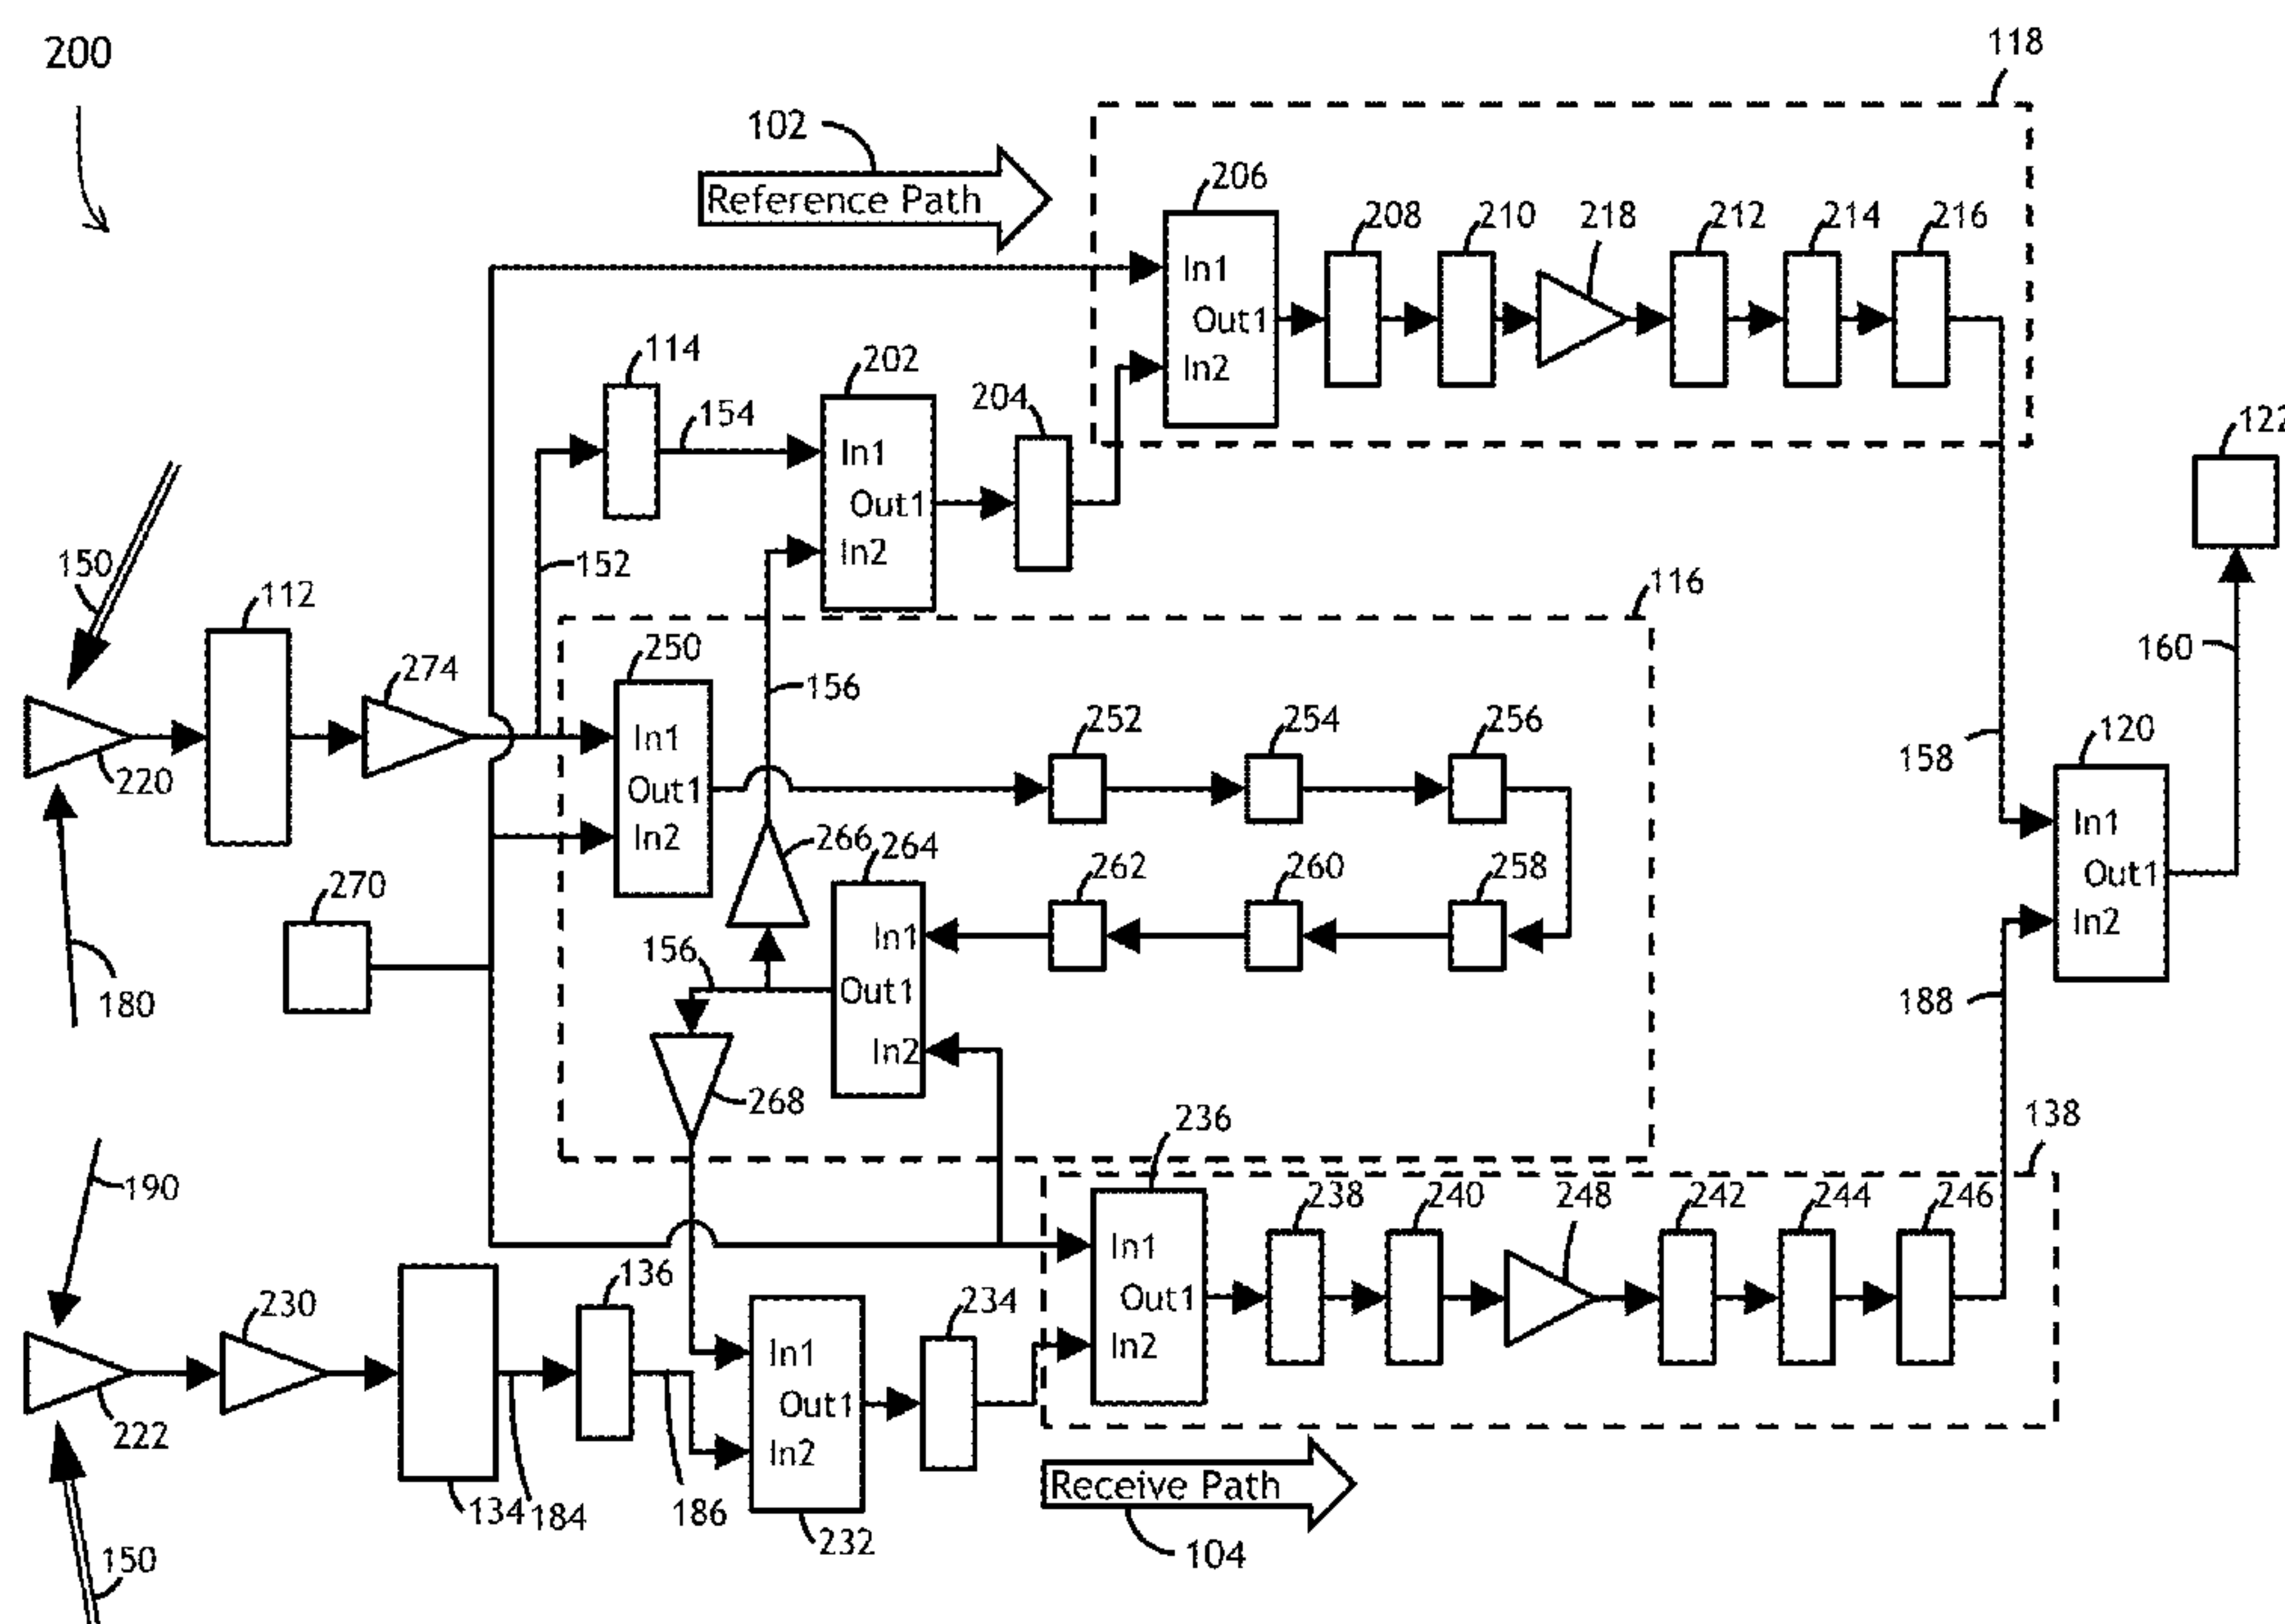 200
118
102
Reference Path
206
In1
Out1
In2
208
210
218
212
214
216
114
154
202
In1
Out1
In2
204
122
150
112
152
116
274
220
250
In1
Out1
In2
156
252
254
256
160
158
120
In1
Out1
In2
266
264
In1
Out1
In2
262
260
258
270
180
156
188
268
236
In1
Out1
In2
138
238
240
248
242
244
246
190
230
222
136
134
184
186
232
In1
Out1
In2
234
Receive Path
104
150